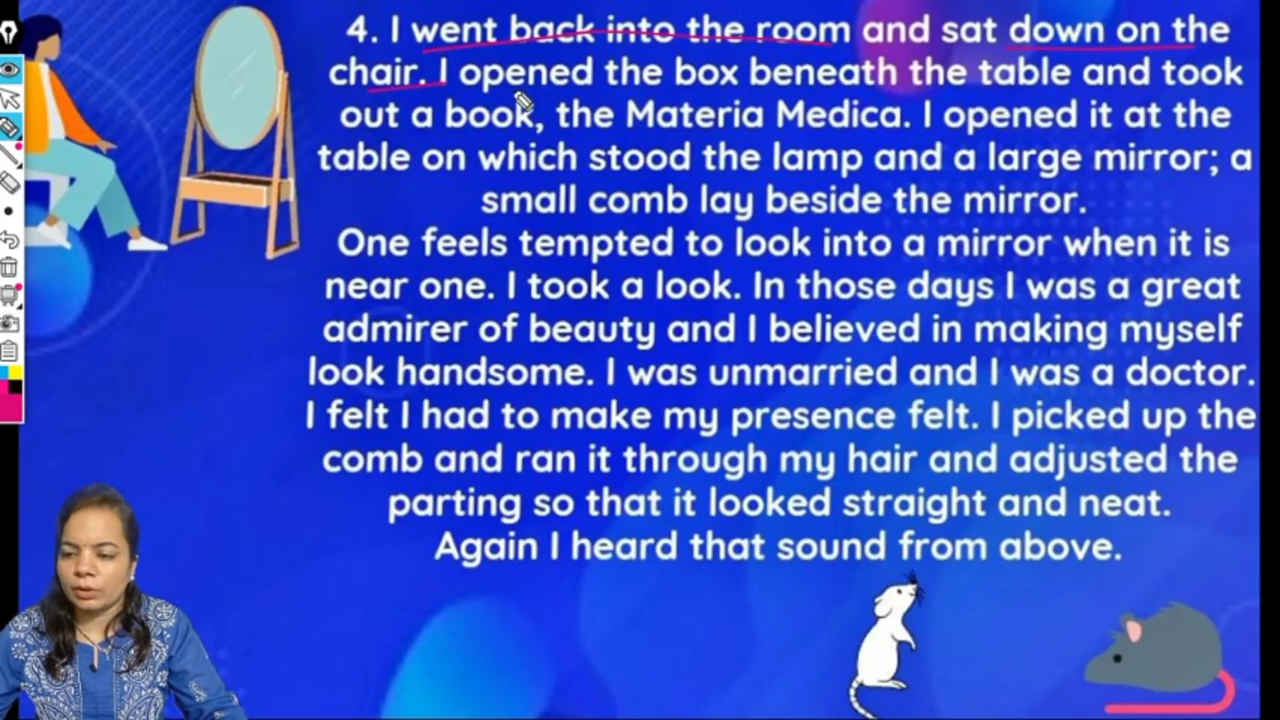 4. I went back into the room and sat down on the
chair. I opened the box beneath the table and took
out a book, the Materia Medica. I opened it at the
table on which stood the lamp and a large mirror; a
small comb lay beside the mirror.
One feels tempted to look into a mirror when it is
near one. I took a look. In those days I was a great
admirer of beauty and I believed in making myself
look handsome. I was unmarried and I was a doctor.
I felt I had to make my presence felt. I picked up the
comb and ran it through my hair and adjusted the
parting so that it looked straight and neat.
Again I heard that sound from above.